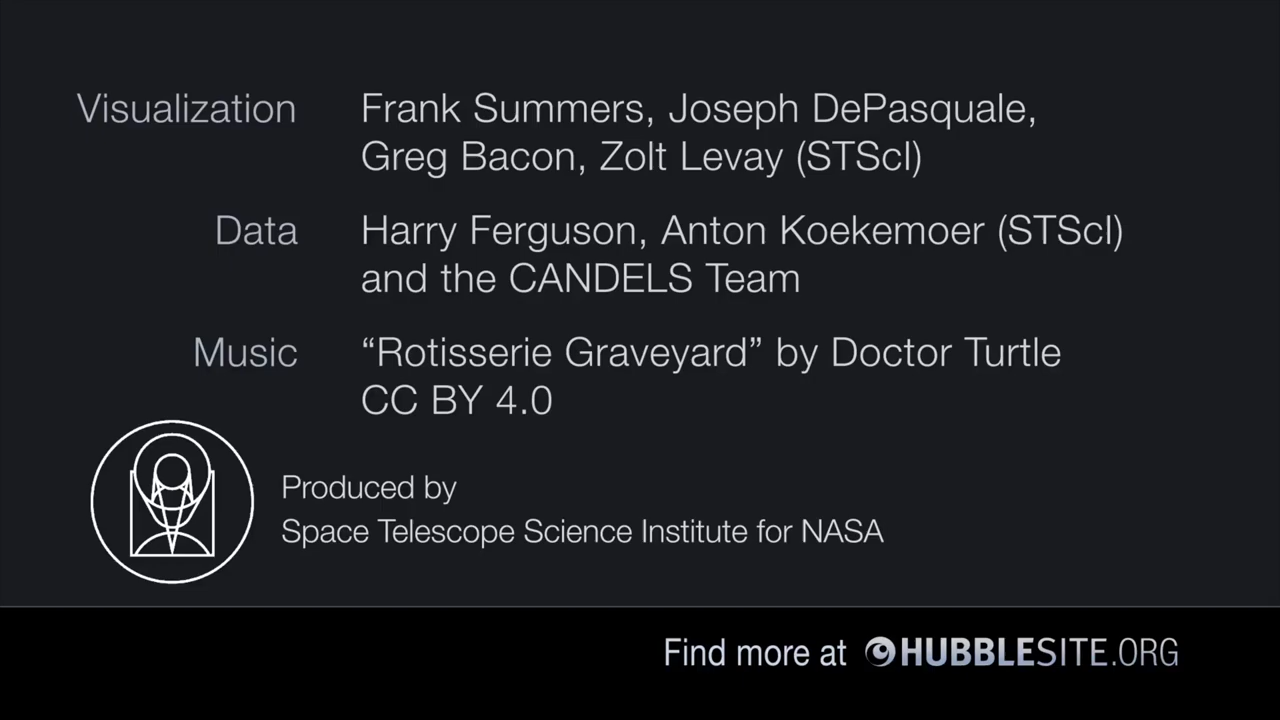 Visualization Frank Summers, Joseph DePasquale,
Greg Bacon, Zolt Levay (STScI)
Data Harry Ferguson, Anton Koekemoer (STScI)
and the CANDELS Team
Music “Rotisserie Graveyard” by Doctor Turtle
CC BY 4.0
Produced by
Space Telescope Science Institute for NASA
Find more at HUBBLESITE.ORG